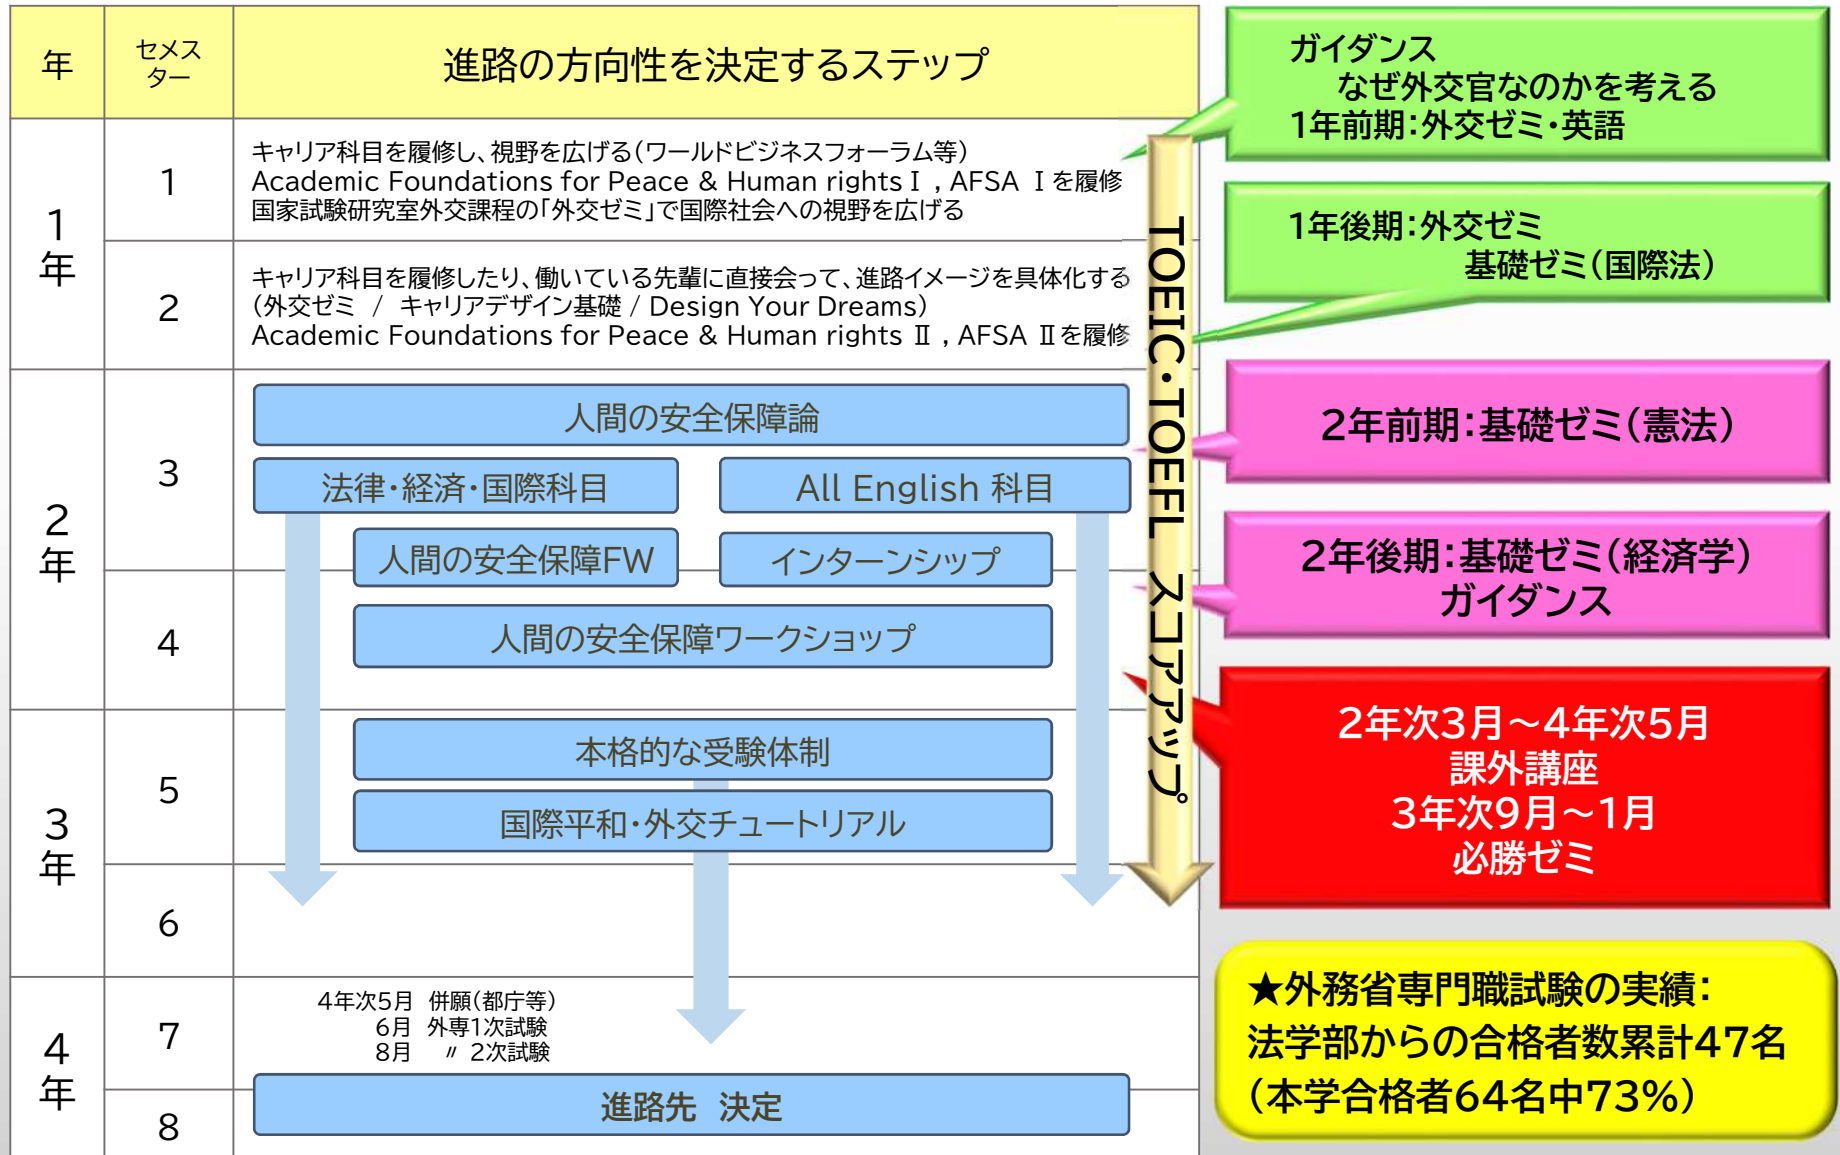 年
セメス
ター
進路の方向性を決定するステップ
1
年
1
キャリア科目を履修し、視野を広げる（ワールドビジネスフォーラム等）
Academic Foundations for Peace & Human rightsⅠ , AFSA Ⅰを履修
国家試験研究室外交課程の「外交ゼミ」で国際社会への視野を広げる
2
キャリア科目を履修したり、働いている先輩に直接会って、進路イメージを具体化する
（外交ゼミ / キャリアデザイン基礎 / Design Your Dreams）
Academic Foundations for Peace & Human rights Ⅱ , AFSA Ⅱを履修
2
年
3
人間の安全保障論
法律・経済・国際科目
All English 科目
人間の安全保障FW
インターンシップ
4
人間の安全保障ワークショップ
3
年
5
本格的な受験体制
国際平和・外交チュートリアル
6
4
年
7
4年次5月 併願（都庁等）
6月 外専1次試験
8月 〃 2次試験
8
進路先 決定
TOEIC・TOEFL スコアアップ
ガイダンス
なぜ外交官なのかを考える
1年前期：外交ゼミ・英語
1年後期：外交ゼミ
基礎ゼミ（国際法）
2年前期：基礎ゼミ（憲法）
2年後期：基礎ゼミ（経済学）
ガイダンス
2年次3月～4年次5月
課外講座
3年次9月～1月
必勝ゼミ
★外務省専門職試験の実績：
法学部からの合格者数累計47名
（本学合格者64名中73%）